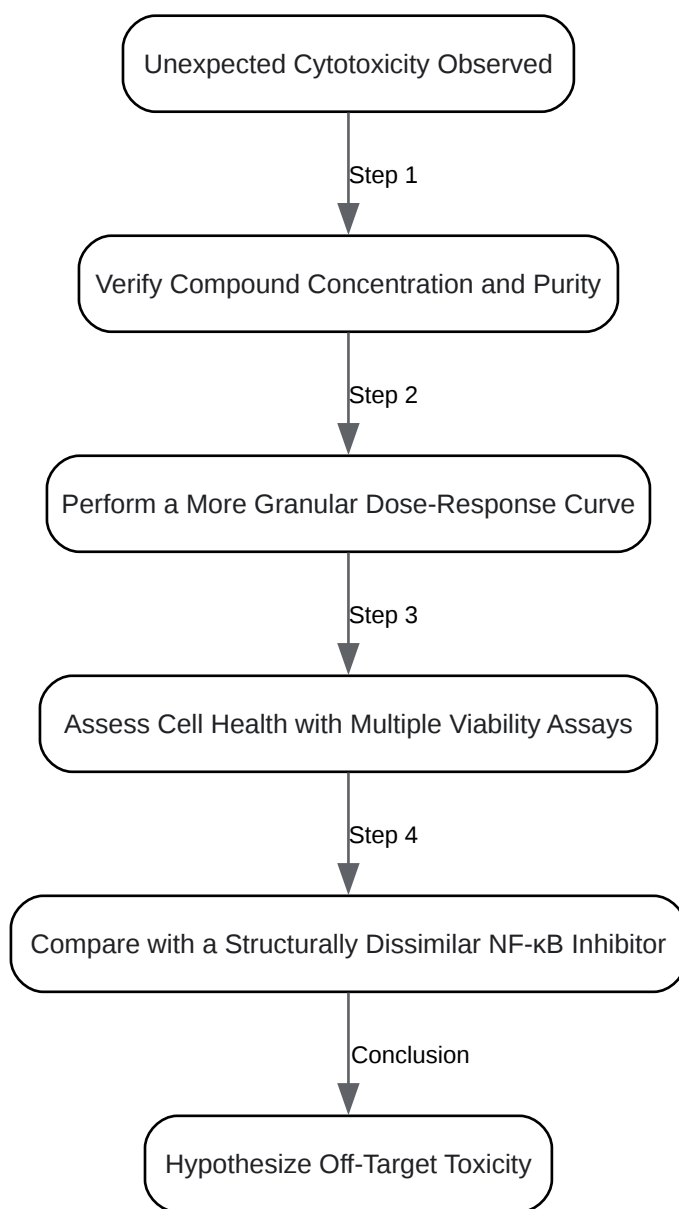 Unexpected Cytotoxicity Observed
Step 1
Verify Compound Concentration and Purity
Step 2
Perform a More Granular Dose-Response Curve
Step 3
Assess Cell Health with Multiple Viability Assays
Step 4
Compare with a Structurally Dissimilar NF-κB Inhibitor
Conclusion
Hypothesize Off-Target Toxicity